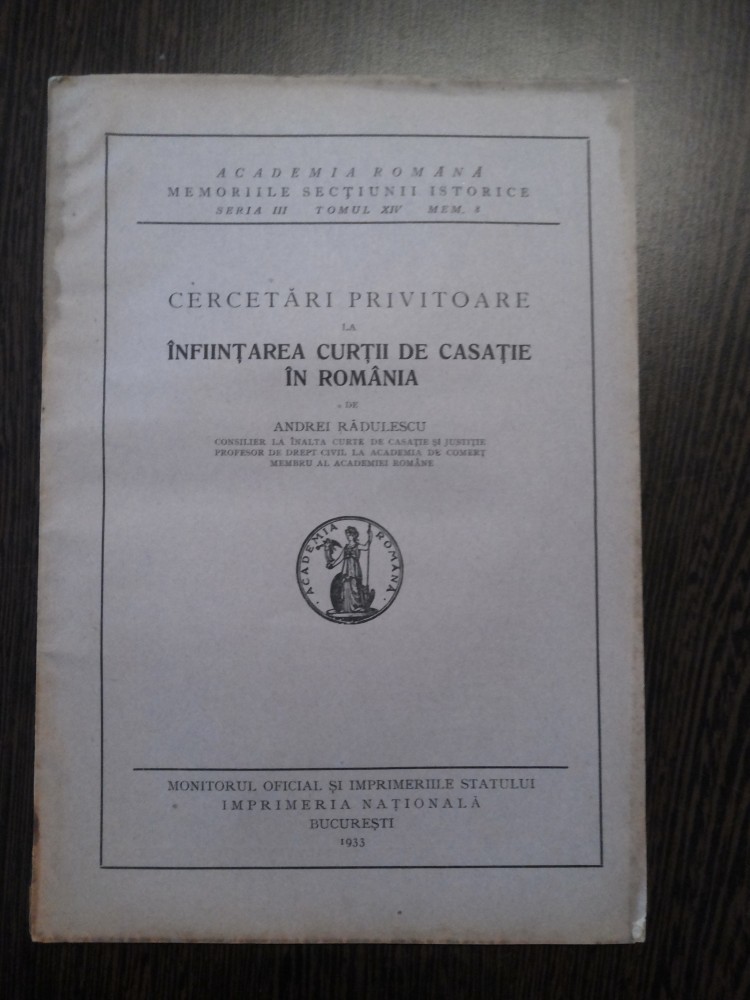 ACADEMIA ROMÂNĂ
MEMORIILE SECȚIUNII ISTORICE
SERIA III TOMUL XIV MEM. 8
CERCETĂRI PRIVITOARE
LA
ÎNFIINȚAREA CURȚII DE CASAȚIE
ÎN ROMÂNIA
DE
ANDREI RĂDULESCU
CONSILIER LA ÎNALTA CURTE DE CASAȚIE ȘI JUSTIȚIE
PROFESOR DE DREPT CIVIL LA ACADEMIA DE COMERȚ
MEMBRU AL ACADEMIEI ROMÂNE
ACADEMIA ROMÂNĂ
MONITORUL OFICIAL ȘI IMPRIMERIILE STATULUI
IMPRIMERIA NAȚIONALĂ
BUCUREȘTI
1933